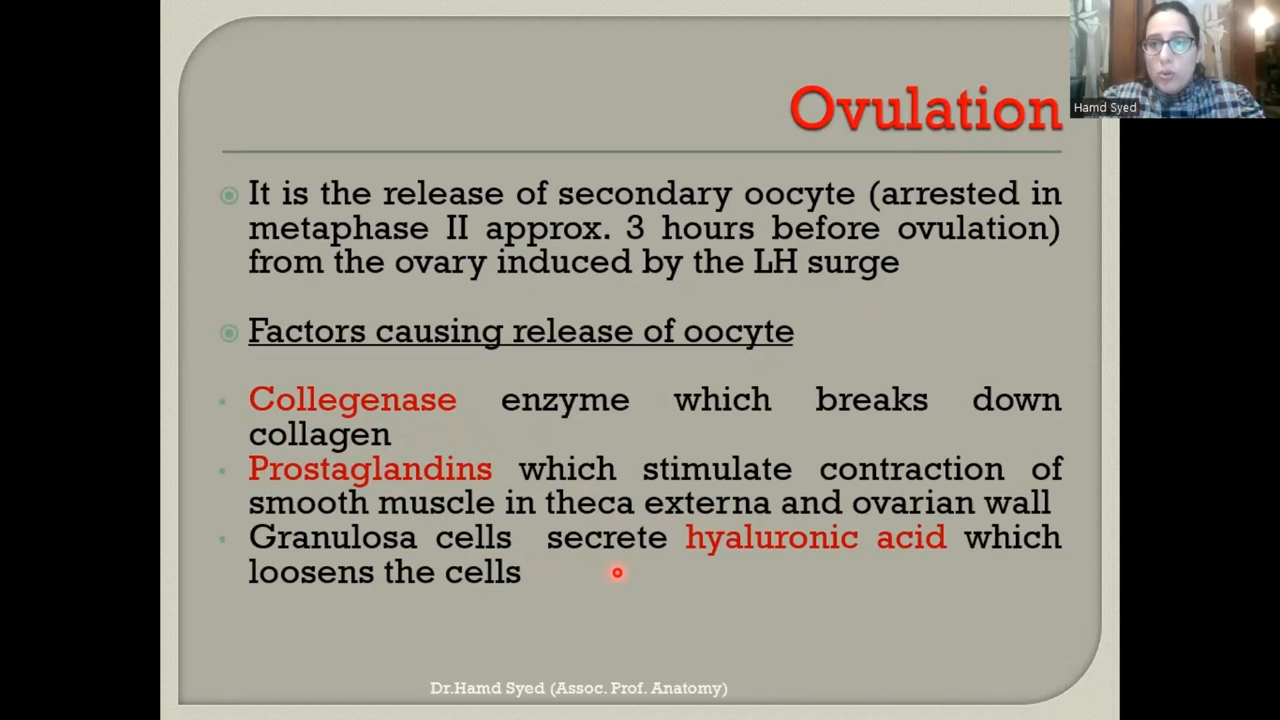 Ovulation
Hamd Syed
It is the release of secondary oocyte (arrested in
metaphase II approx. 3 hours before ovulation)
from the ovary induced by the LH surge
Factors causing release of oocyte
Collegenase enzyme which breaks down
collagen
Prostaglandins which stimulate contraction of
smooth muscle in theca externa and ovarian wall
Granulosa cells secrete hyaluronic acid which
loosens the cells
Dr.Hamd Syed (Assoc. Prof. Anatomy)